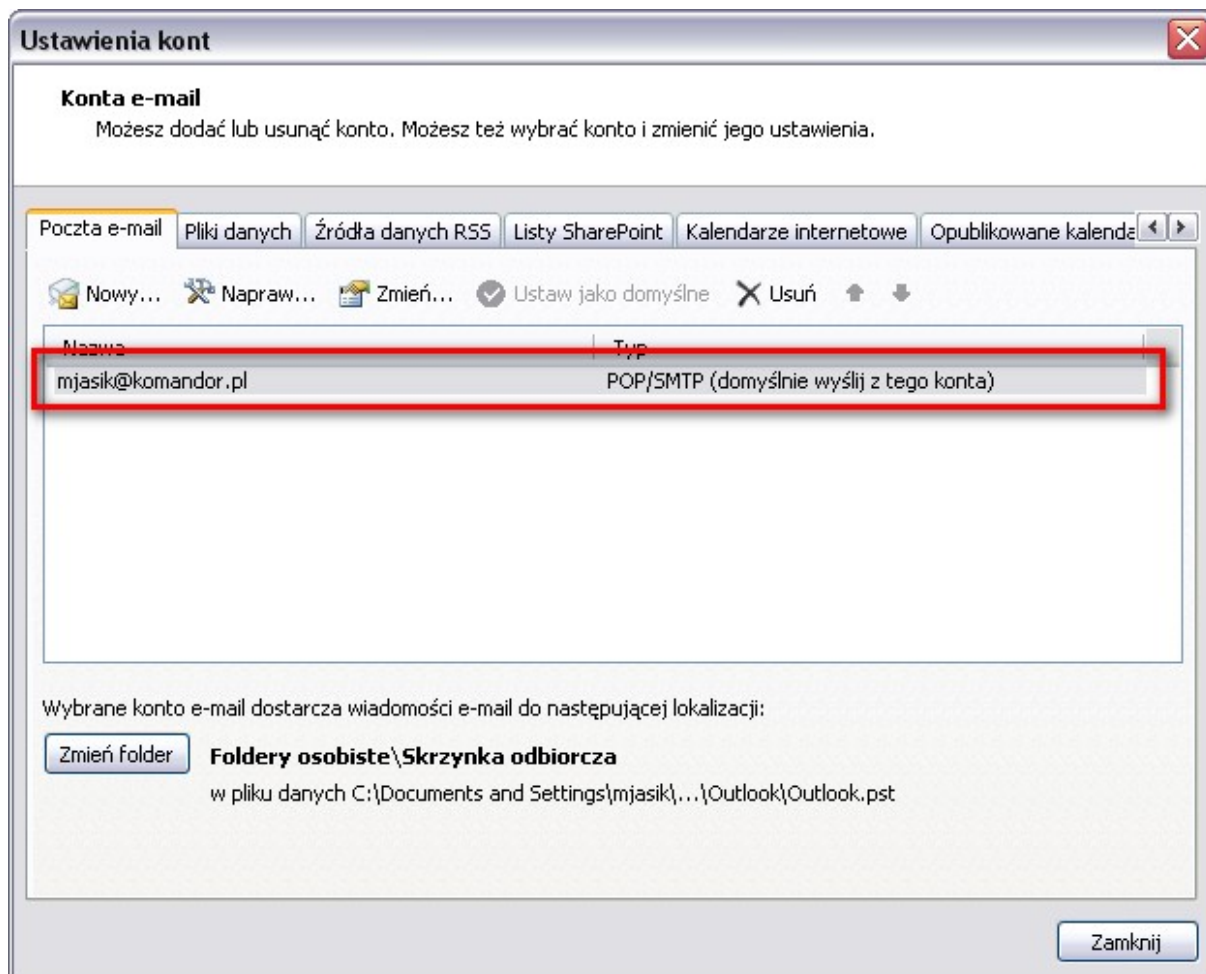 Ustawienia kont
Konta e-mail
Możesz dodać lub usunąć konto. Możesz też wybrać konto i zmienić jego ustawienia.
Poczta e-mail Pliki danych Źródła danych RSS Listy SharePoint Kalendarze internetowe Opublikowane kalenda
Nowy... Napraw... Zmień... Ustaw jako domyślne Usuń
Nazwa Typ
mjasik@komandor.pl POP/SMTP (domyślnie wyślij z tego konta)
Wybrane konto e-mail dostarcza wiadomości e-mail do następującej lokalizacji:
Zmień folder Foldery osobiste\Skrzynka odbiorcza
w pliku danych C:\Documents and Settings\mjasik\...\Outlook\Outlook.pst
Zamknij